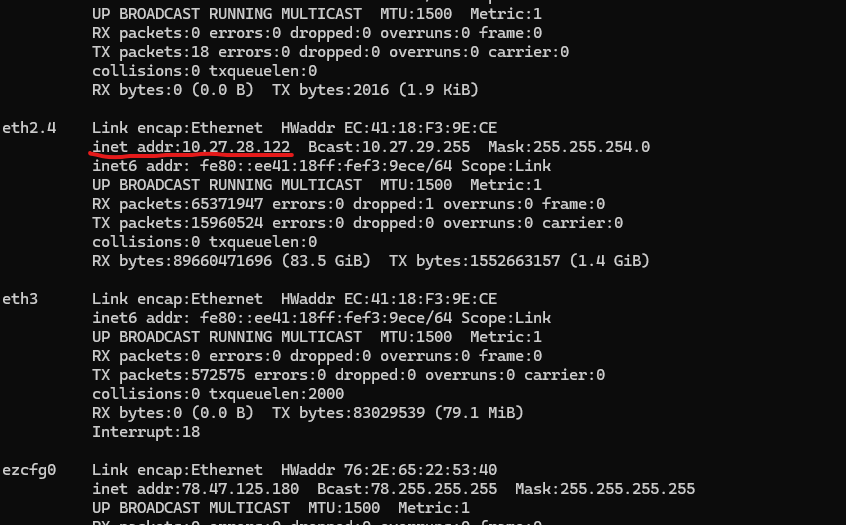 UP BROADCAST RUNNING MULTICAST  MTU:1500  Metric:1
RX packets:0 errors:0 dropped:0 overruns:0 frame:0
TX packets:18 errors:0 dropped:0 overruns:0 carrier:0
collisions:0 txqueuelen:0
RX bytes:0 (0.0 B)  TX bytes:2016 (1.9 KiB)
eth2.4    Link encap:Ethernet  HWaddr EC:41:18:F3:9E:CE
inet addr:10.27.28.122  Bcast:10.27.29.255  Mask:255.255.254.0
inet6 addr: fe80::ee41:18ff:fef3:9ece/64 Scope:Link
UP BROADCAST RUNNING MULTICAST  MTU:1500  Metric:1
RX packets:65371947 errors:0 dropped:1 overruns:0 frame:0
TX packets:15960524 errors:0 dropped:0 overruns:0 carrier:0
collisions:0 txqueuelen:0
RX bytes:89660471696 (83.5 GiB)  TX bytes:1552663157 (1.4 GiB)
eth3      Link encap:Ethernet  HWaddr EC:41:18:F3:9E:CE
inet6 addr: fe80::ee41:18ff:fef3:9ece/64 Scope:Link
UP BROADCAST RUNNING MULTICAST  MTU:1500  Metric:1
RX packets:0 errors:0 dropped:0 overruns:0 frame:0
TX packets:572575 errors:0 dropped:0 overruns:0 carrier:0
collisions:0 txqueuelen:2000
RX bytes:0 (0.0 B)  TX bytes:83029539 (79.1 MiB)
Interrupt:18
ezcfg0    Link encap:Ethernet  HWaddr 76:2E:65:22:53:40
inet addr:78.47.125.180  Bcast:78.255.255.255  Mask:255.255.255.255
UP BROADCAST MULTICAST  MTU:1500  Metric:1
RX packets:0 errors:0 dropped:0 overruns:0 frame:0